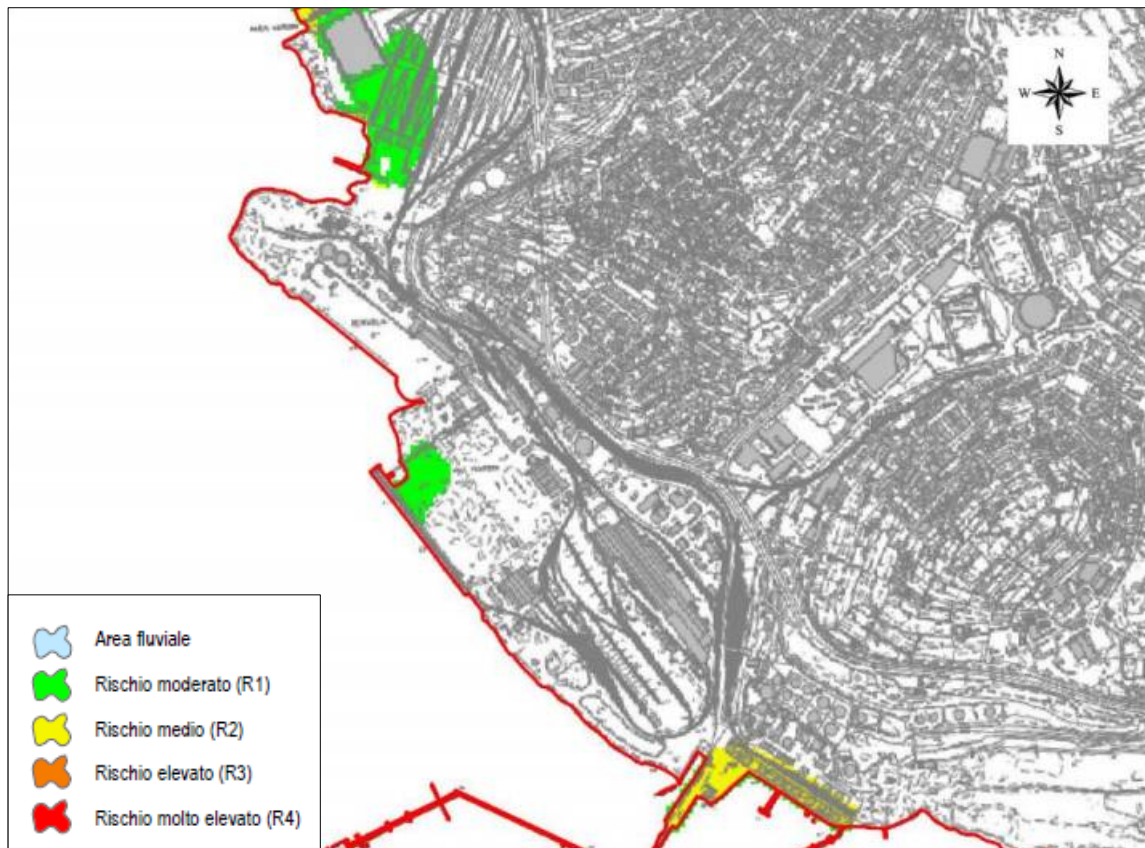 N
W E
S
Area fluviale
Rischio moderato (R1)
Rischio medio (R2)
Rischio elevato (R3)
Rischio molto elevato (R4)